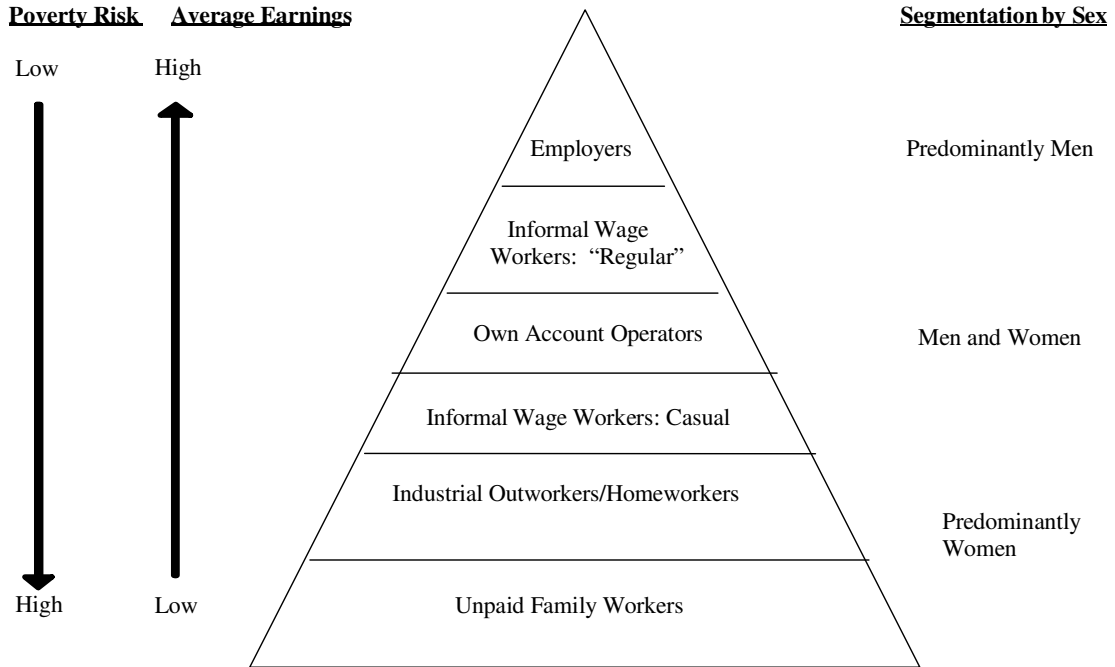 Poverty Risk Average Earnings Segmentation by Sex
Low High
Employers Predominantly Men
Informal Wage
Workers: “Regular”
Own Account Operators Men and Women
Informal Wage Workers: Casual
Industrial Outworkers/Homeworkers
Predominantly
Women
High Low Unpaid Family Workers